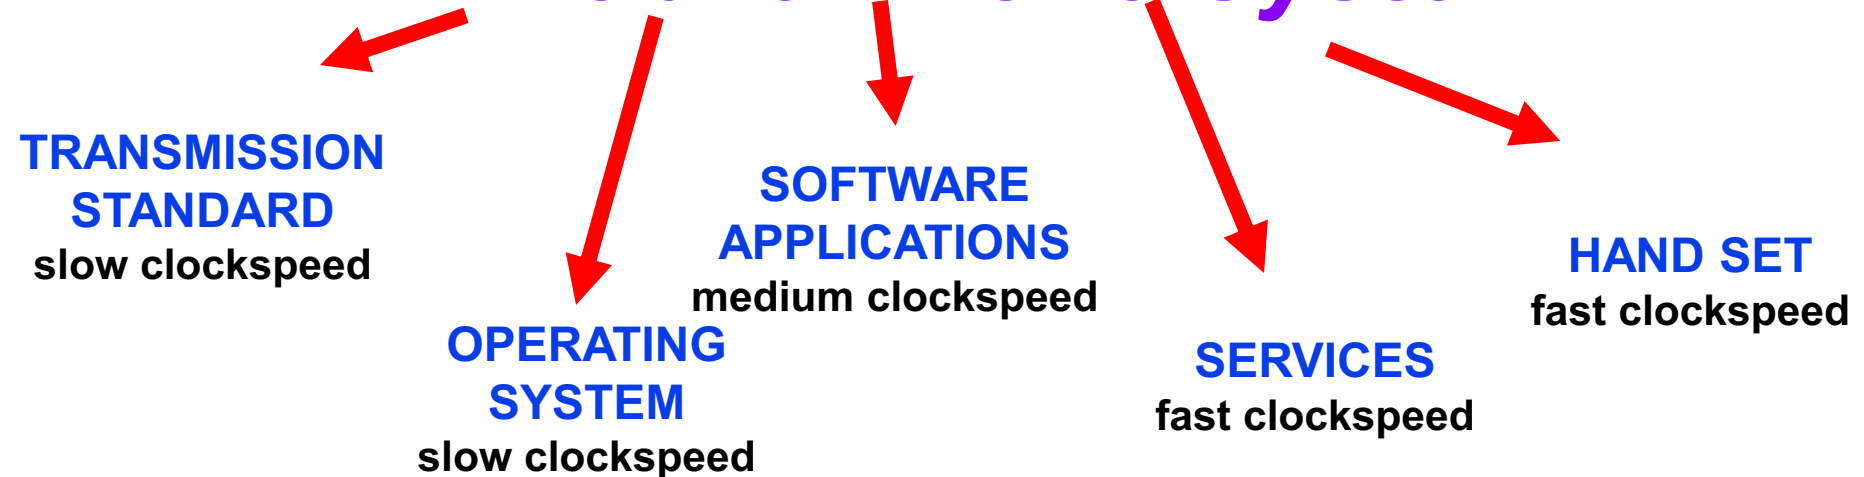 TRANSMISSION
STANDARD
slow clockspeed
OPERATING
SYSTEM
slow clockspeed
SOFTWARE
APPLICATIONS
medium clockspeed
SERVICES
fast clockspeed
HAND SET
fast clockspeed